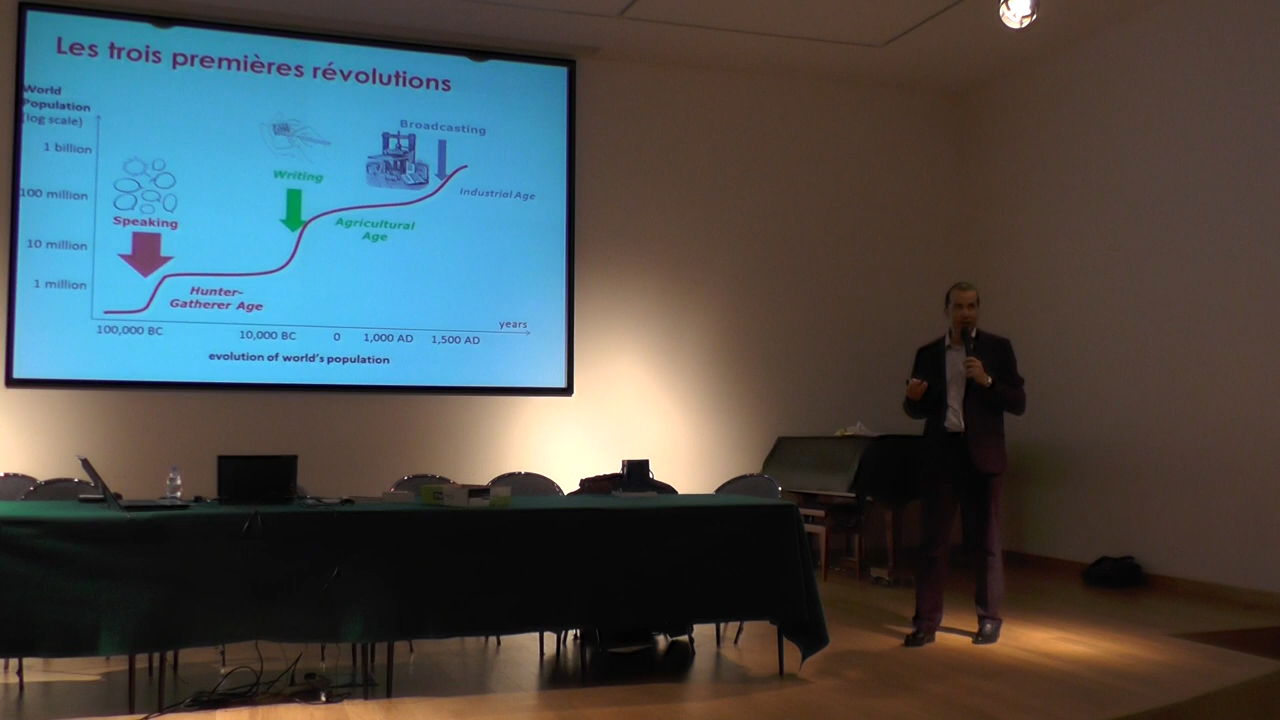 Les trois premières révolutions
World
Population
(log scale)
1 billion
100 million
10 million
1 million
Speaking
Writing
Broadcasting
Hunter-
Gatherer Age
Agricultural
Age
Industrial Age
100,000 BC
10,000 BC
0
1,000 AD
1,500 AD
years
evolution of world's population